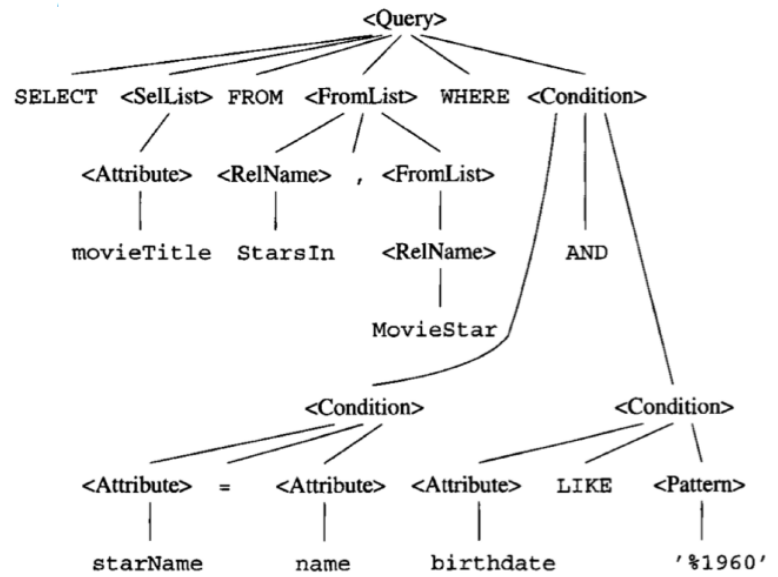 <Query>
SELECT <SelList> FROM <FromList> WHERE <Condition>
<Attribute> <RelName> , <FromList>
movieTitle StarsIn <RelName> AND
MovieStar
<Condition> <Condition>
<Attribute> = <Attribute> <Attribute> LIKE <Pattern>
starName name birthdate '%1960'